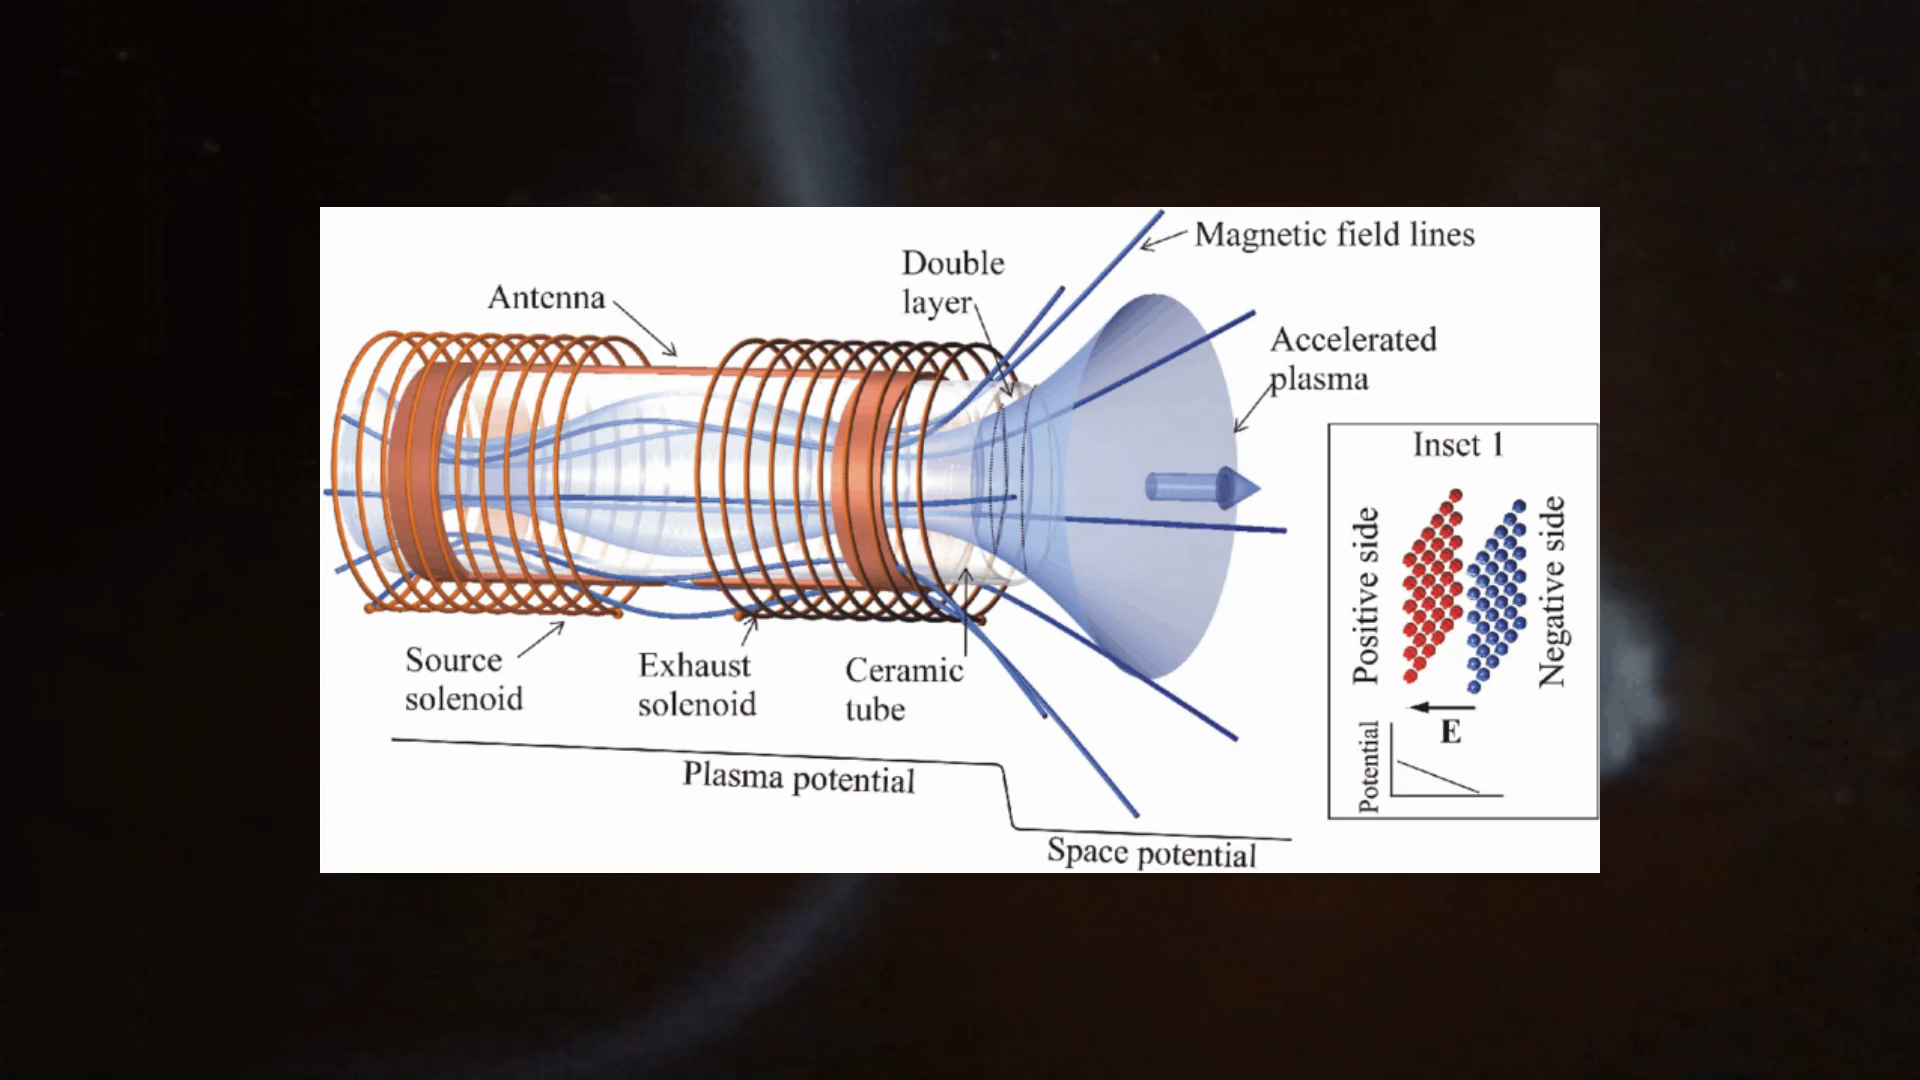 Magnetic field lines
Double
layer
Antenna
Accelerated
plasma
Inset 1
Positive side
Negative side
Source
solenoid
Exhaust
solenoid
Ceramic
tube
E
Potential
Plasma potential
Space potential